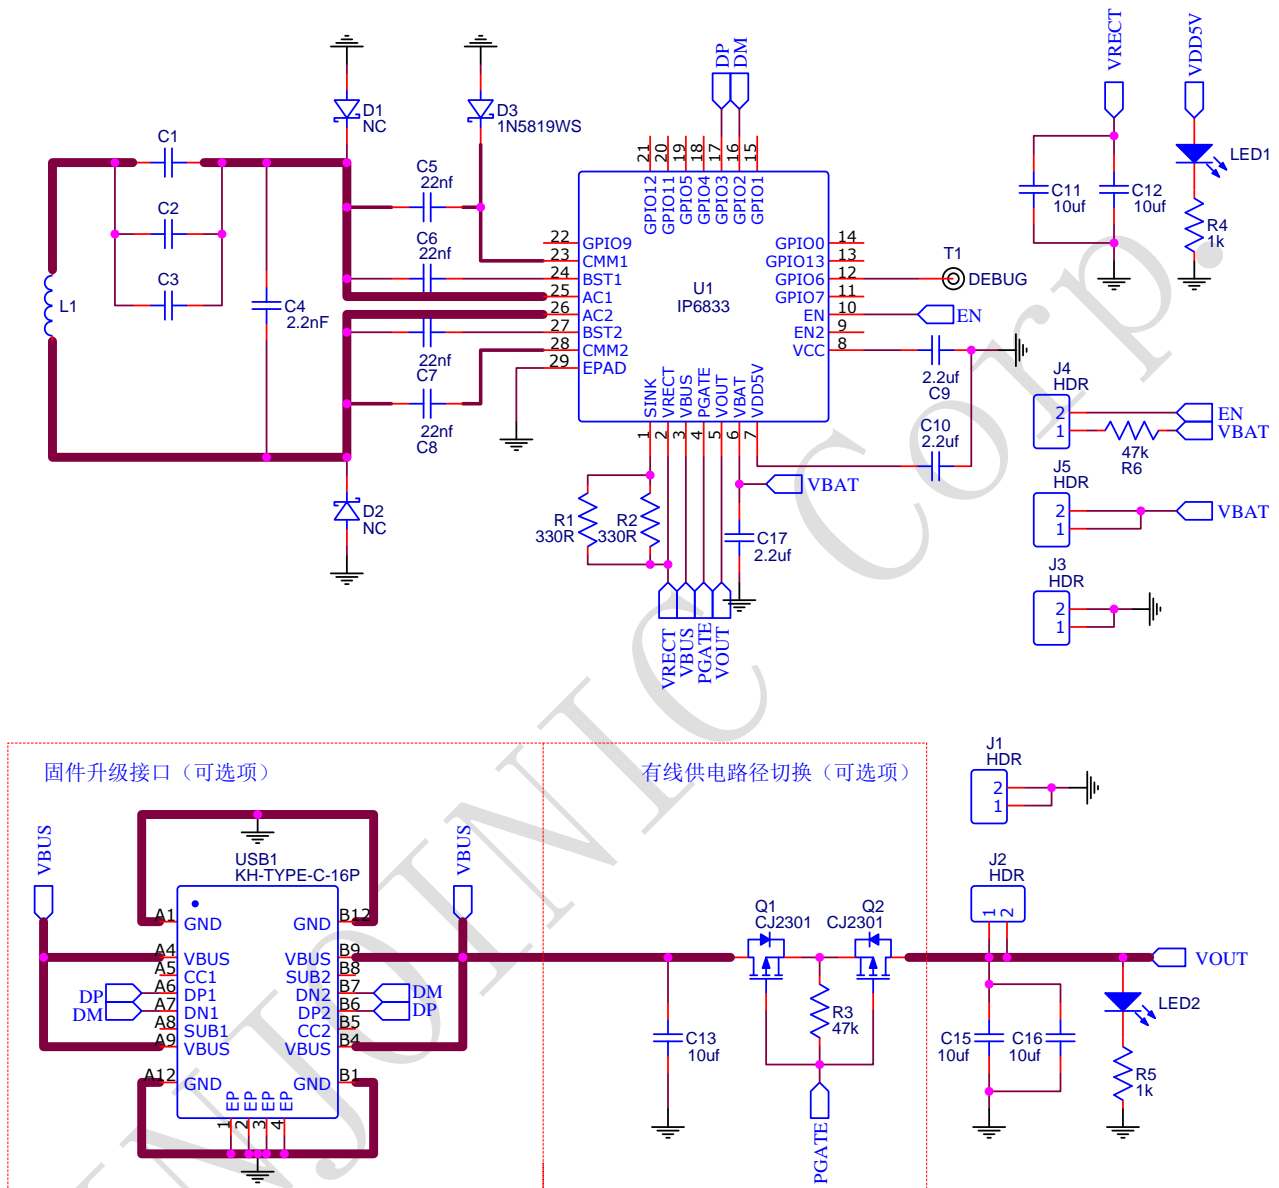 DP
DM
VRECT
VDD5V
D1
NC
D3
1N5819WS
C1
C2
C3
L1
C4
2.2nF
C5
22nf
C6
22nf
22nf
C7
22nf
C8
D2
NC
21
20
19
18
17
16
15
GPIO12
GPIO11
GPIO5
GPIO4
GPIO3
GPIO2
GPIO1
22
GPIO9
23
CMM1
24
BST1
25
AC1
26
AC2
27
BST2
28
CMM2
29
EPAD
U1
IP6833
GPIO0
14
GPIO13
13
GPIO6
12
GPIO7
11
EN
10
EN2
9
VCC
8
SINK
VRECT
VBUS
PGATE
VOUT
VBAT
VDD5V
1
2
3
4
5
6
7
T1
DEBUG
EN
C11
10uf
C12
10uf
LED1
R4
1k
2.2uf
C9
C10
2.2uf
J4
HDR
2
1
EN
VBAT
47k
R6
J5
HDR
2
1
VBAT
J3
HDR
2
1
VBAT
C17
2.2uf
R1
330R
R2
330R
VRECT
VBUS
PGATE
VOUT
固件升级接口（可选项）
有线供电路径切换（可选项）
J1
HDR
2
1
J2
HDR
1
2
VBUS
VBUS
USB1
KH-TYPE-C-16P
A1
GND
A4
VBUS
A5
CC1
A6
DP1
A7
DN1
A8
SUB1
A9
VBUS
A12
GND
GND
B12
VBUS
B9
SUB2
B8
DN2
B7
DP2
B6
CC2
B5
VBUS
B4
GND
B1
EP
EP
EP
EP
1
2
3
4
DP
DM
DM
DP
C13
10uf
Q1
CJ2301
Q2
CJ2301
R3
47k
PGATE
VOUT
C15
10uf
C16
10uf
LED2
R5
1k
NJOINIC Corp.